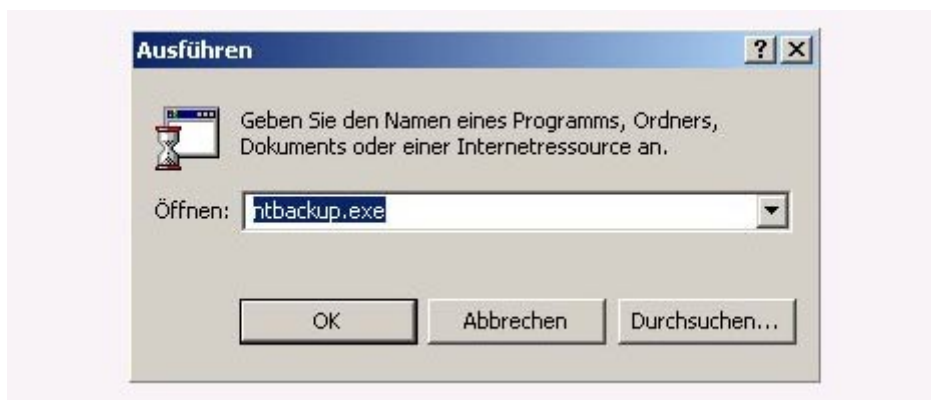 Ausführen
Geben Sie den Namen eines Programms, Ordners,
Dokuments oder einer Internetressource an.
Öffnen: ntbackup.exe
OK Abbrechen Durchsuchen...